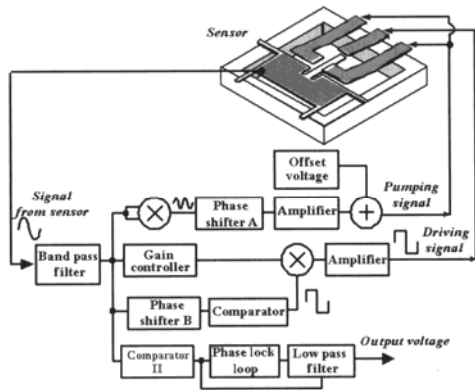 Sensor
Offset
voltage
Pumping
signal
Signal
from sensor
Phase
shifter A
Amplifier
Driving
signal
Band pass
filter
Gain
controller
Amplifier
Phase
shifter B
Comparator
Output voltage
Comparator
II
Phase lock
loop
Low pass
filter